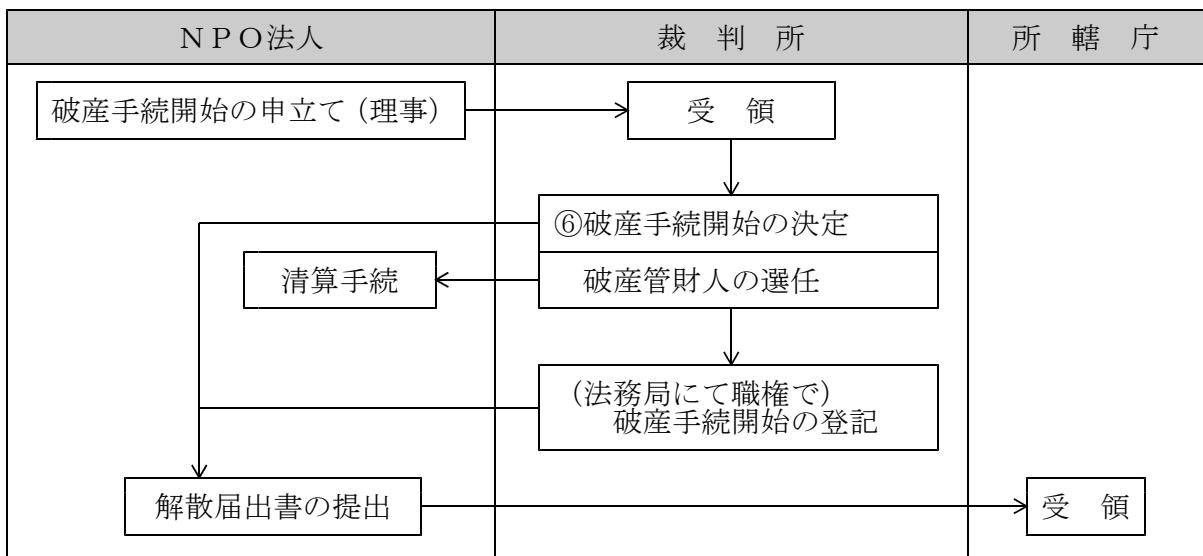 ＮＰＯ法人
裁　判　所
所　轄　庁
破産手続開始の申立て（理事）
受　領
⑥破産手続開始の決定
清算手続
破産管財人の選任
（法務局にて職権で）
破産手続開始の登記
解散届出書の提出
受　領